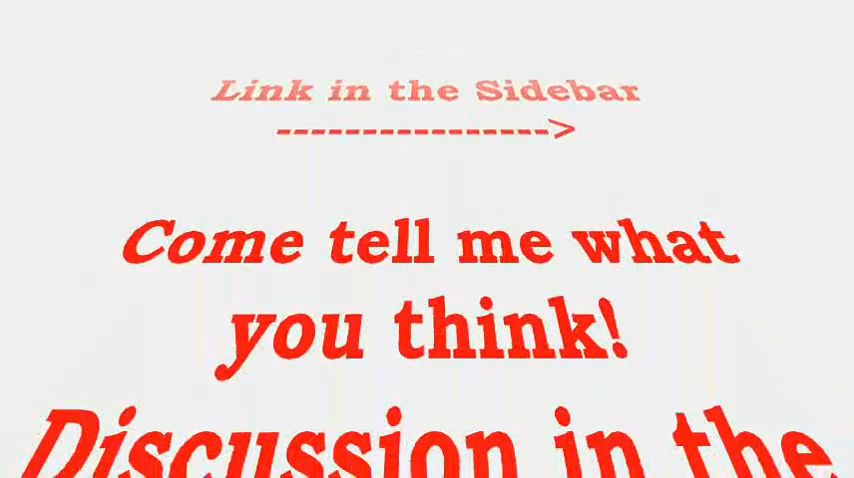 Link in the Sidebar
----------------->
Come tell me what
you think!
Discussion in the